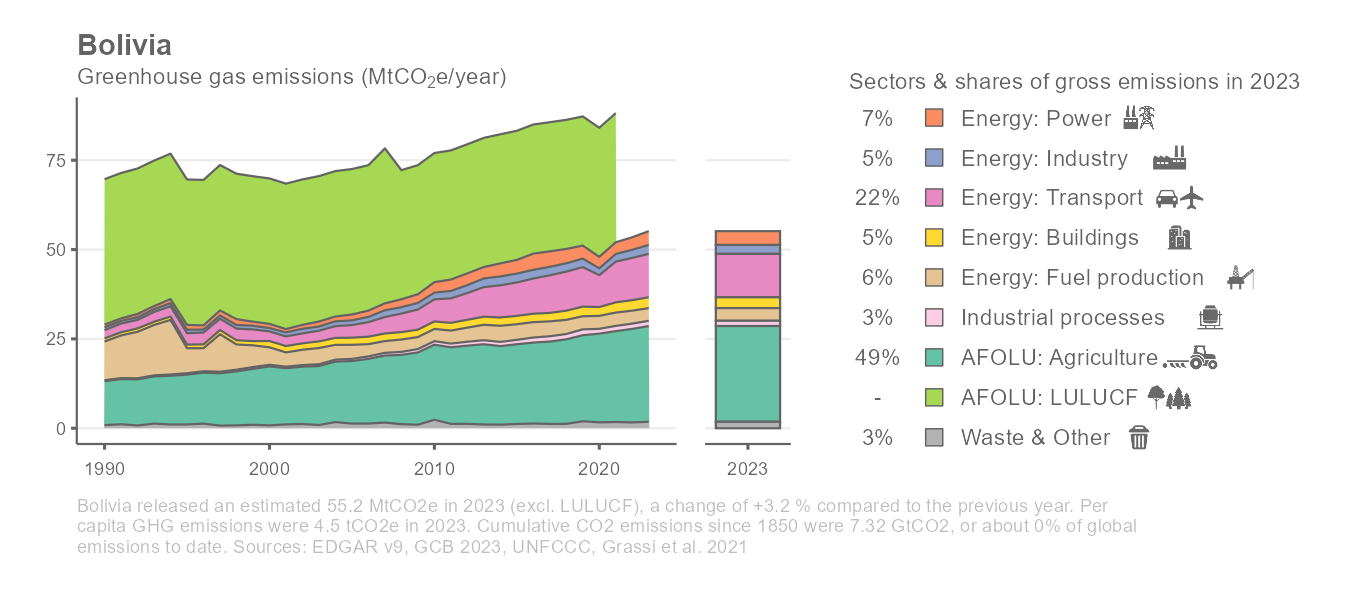 Bolivia
Greenhouse gas emissions (MtCO₂e/year)
75
50
25
0
1990
2000
2010
2020
2023
Sectors & shares of gross emissions in 2023
7% Energy: Power
5% Energy: Industry
22% Energy: Transport
5% Energy: Buildings
6% Energy: Fuel production
3% Industrial processes
49% AFOLU: Agriculture
- AFOLU: LULUCF
3% Waste & Other
Bolivia released an estimated 55.2 MtCO2e in 2023 (excl. LULUCF), a change of +3.2 % compared to the previous year. Per
capita GHG emissions were 4.5 tCO2e in 2023. Cumulative CO2 emissions since 1850 were 7.32 GtCO2, or about 0% of global
emissions to date. Sources: EDGAR v9, GCB 2023, UNFCCC, Grassi et al. 2021